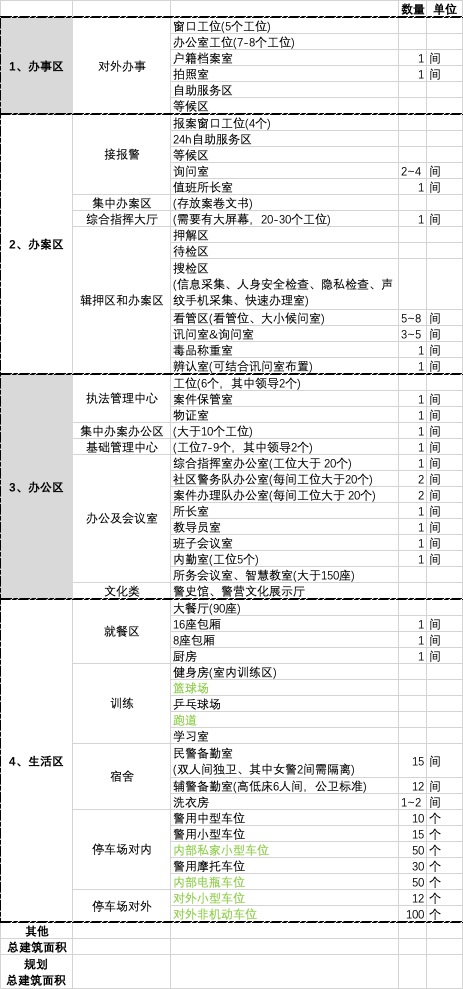 数量 单位
1、办事区 对外办事 窗口工位(5个工位)
办公室工位(7-8个工位)
户籍档案室 1 间
拍照室 1 间
自助服务区
等候区
2、办案区 接报警 报案窗口工位(4个)
24h自助服务区
等候区
询问室 2~4 间
值班所长室 1 间
集中办案区 (存放案卷文书)
综合指挥大厅 (需要有大屏幕，20-30个工位) 1 间
辑押区和办案区 押解区
待检区
搜检区
(信息采集、人身安全检查、隐私检查、声
纹手机采集、快速办理室)
看管区(看管位、大小候问室) 5~8 间
讯问室&询问室 3~5 间
毒品称重室 1 间
辨认室(可结合讯问室布置) 1 间
3、办公区 执法管理中心 工位(6个，其中领导2个)
案件保管室 1 间
物证室 1 间
集中办案办公区 (大于10个工位) 1 间
基础管理中心 (工位7-9个，其中领导2个) 1 间
办公及会议室 综合指挥室办公室(工位大于 20个) 1 间
社区警务队办公室(每间工位大于20个) 2 间
案件办理队办公室(每间工位大于 20个) 2 间
所长室 1 间
教导员室 1 间
班子会议室 1 间
内勤室(工位5个) 1 间
所务会议室、智慧教室(大于150座)
文化类 警史馆、警营文化展示厅
4、生活区 就餐区 大餐厅(90座)
16座包厢 1 间
8座包厢 1 间
厨房 1 间
训练 健身房(室内训练区)
篮球场
乒乓球场
跑道
学习室
宿舍 民警备勤室
(双人间独卫、其中女警2间需隔离) 15 间
辅警备勤室(高低床6人间，公卫标准) 12 间
洗衣房 1~2 间
停车场对内 警用中型车位 10 个
警用小型车位 15 个
内部私家小型车位 50 个
警用摩托车位 30 个
内部电瓶车位 50 个
停车场对外 对外小型车位 12 个
对外非机动车位 100 个
其他
总建筑面积
规划
总建筑面积